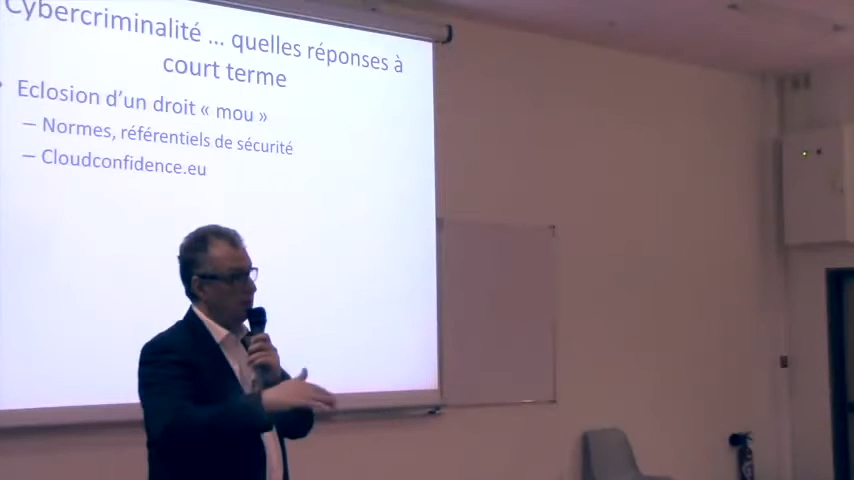 Cybercriminalité ... quelles réponses à
court terme
• Eclosion d'un droit « mou »
– Normes, référentiels de sécurité
– Cloudconfidence.eu